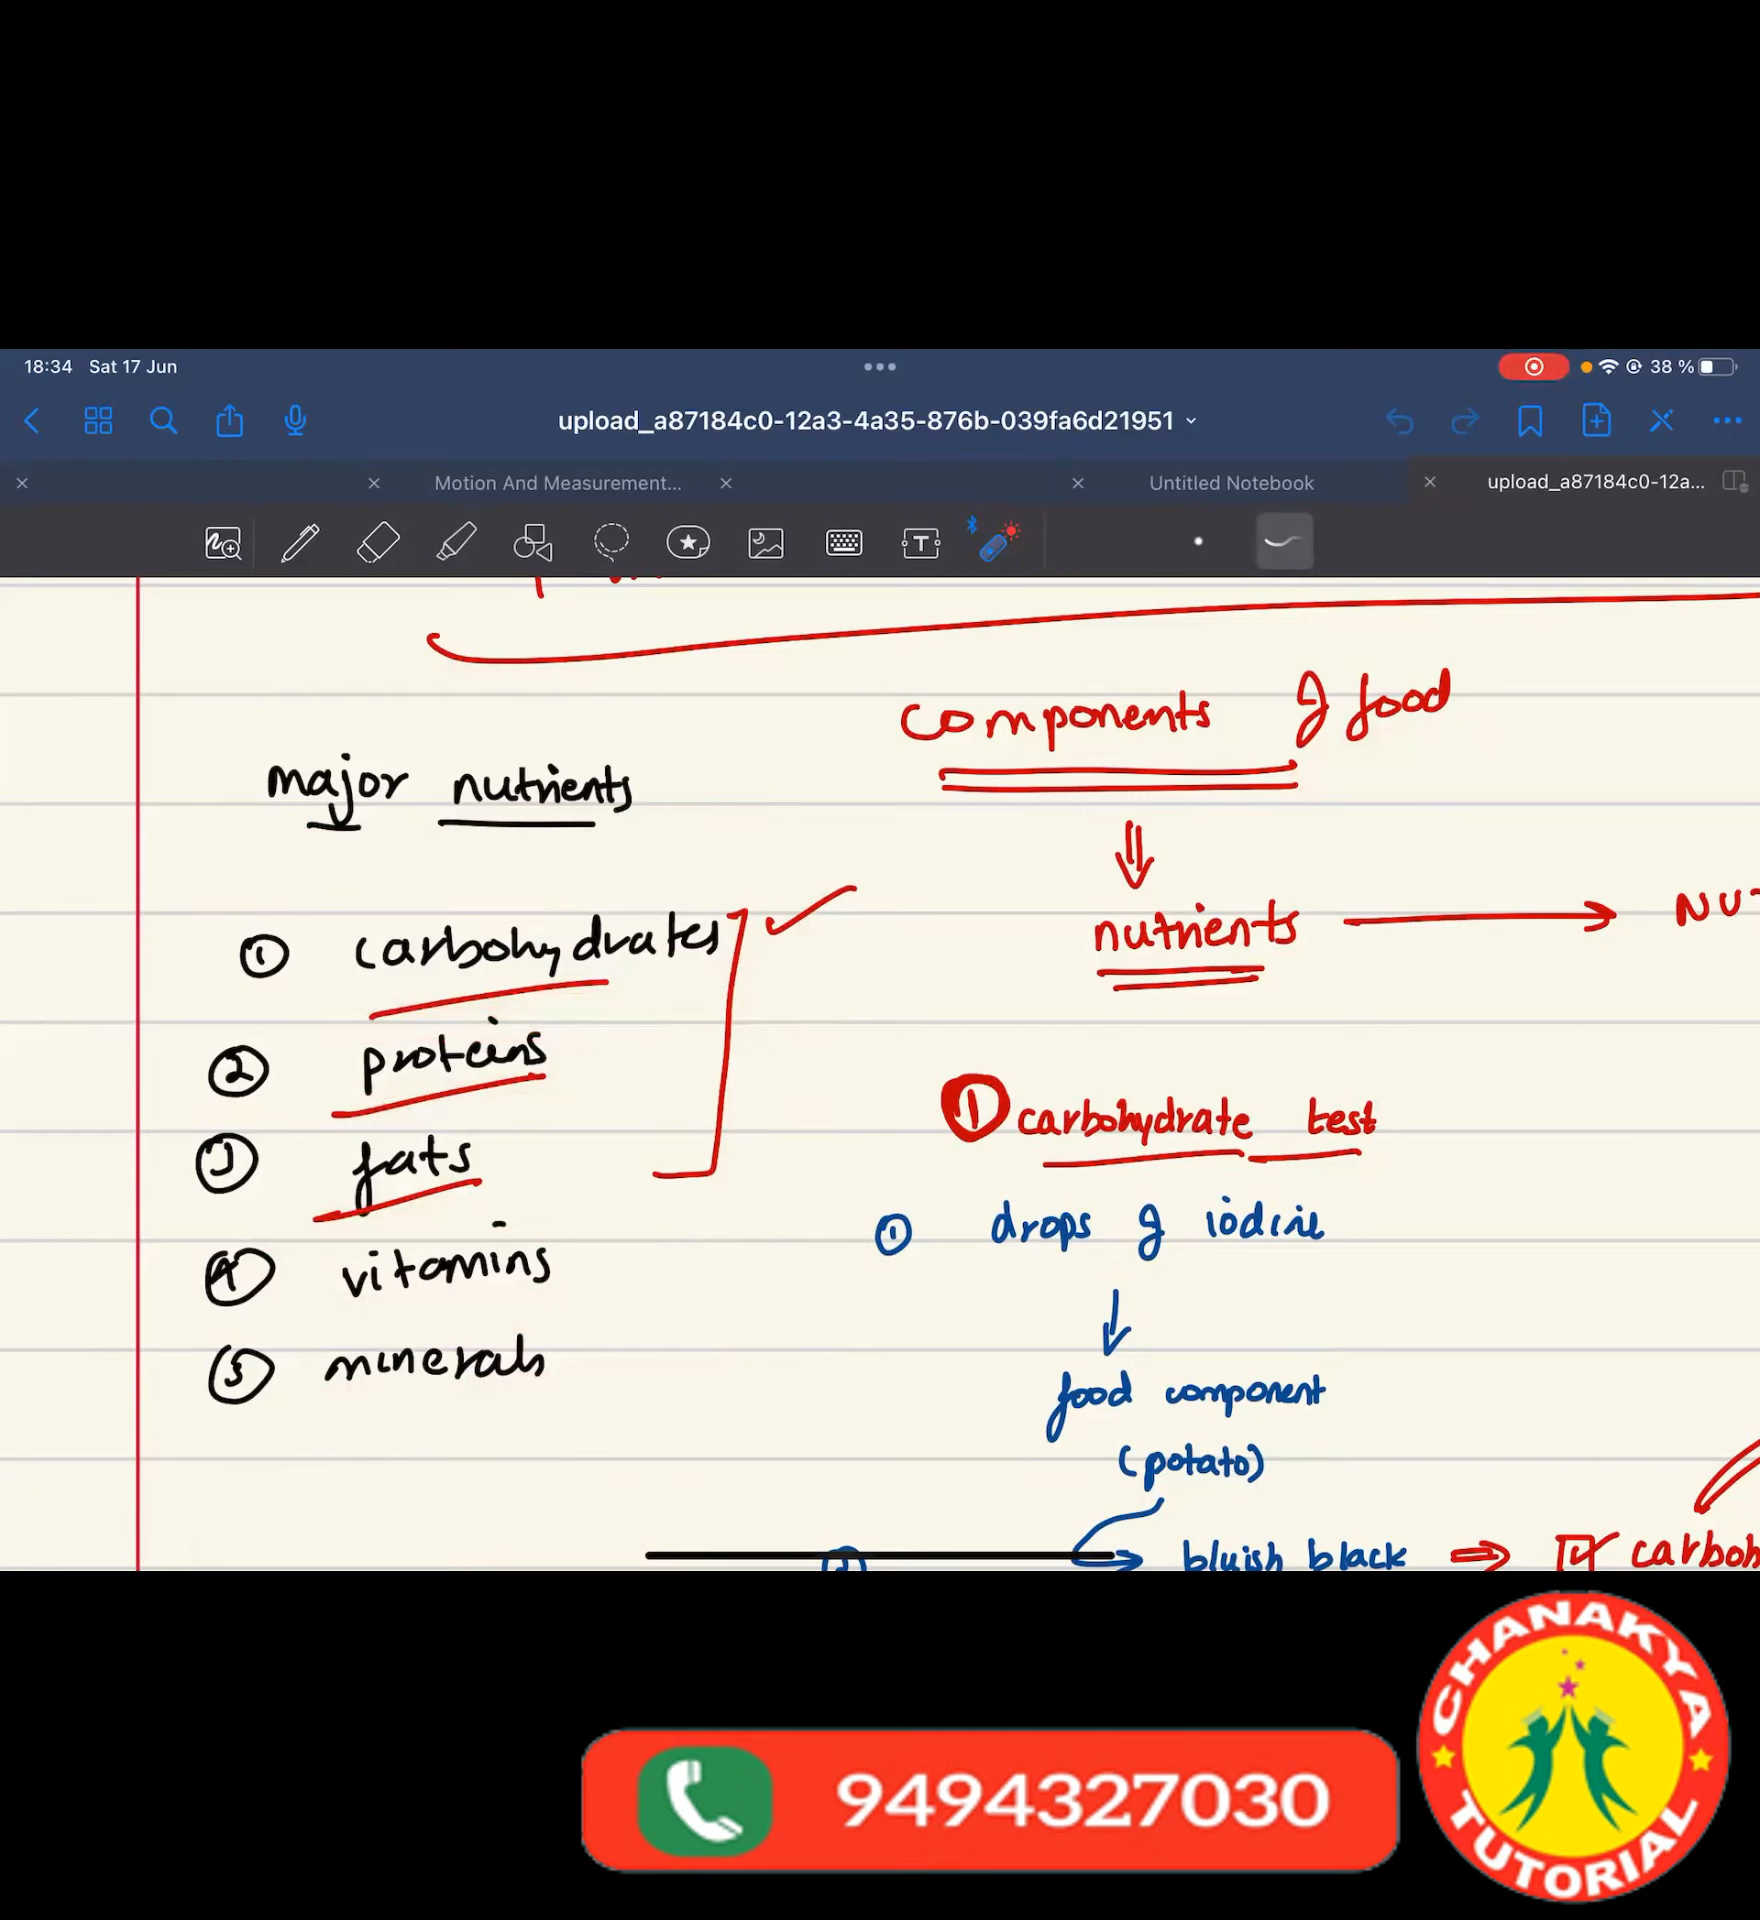 18:34 Sat 17 Jun
38 %
upload_a87184c0-12a3-4a35-876b-039fa6d21951
Motion And Measurement...
Untitled Notebook
upload_a87184c0-12a...
T
components of food
major nutrients
nutrients
NU
① carbohydrates
② proteins
③ fats
④ vitamins
⑤ minerals
① carbohydrate test
① drops of iodine
food component
(potato)
bluish black ⇒ carboh
CHANAKYA
TUTORIAL
9494327030